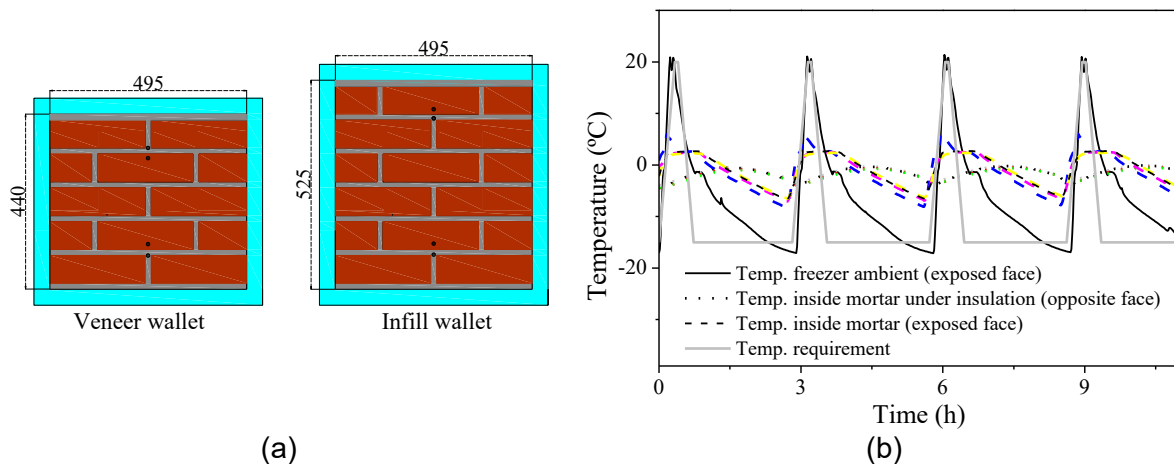 495
440
Veneer wallet
495
525
Infill wallet
(a)
Temperature (ºC)
20
0
-20
Temp. freezer ambient (exposed face)
Temp. inside mortar under insulation (opposite face)
Temp. inside mortar (exposed face)
Temp. requirement
0
3
6
9
Time (h)
(b)